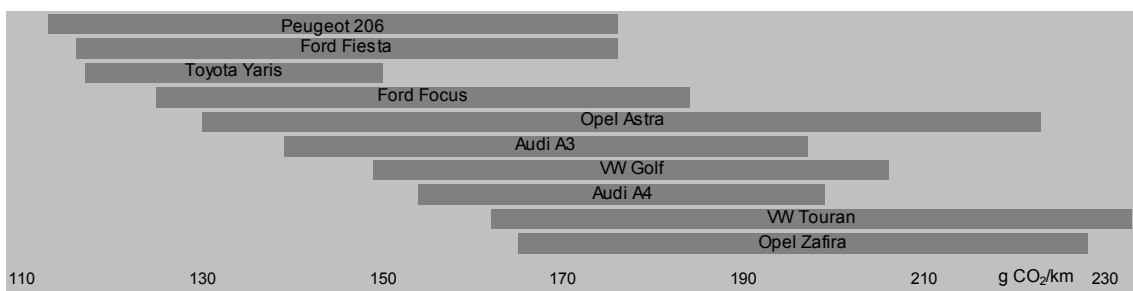 Peugeot 206
Ford Fiesta
Toyota Yaris
Ford Focus
Opel Astra
Audi A3
VW Golf
Audi A4
VW Touran
Opel Zafira
110 130 150 170 190 210 g CO₂/km 230